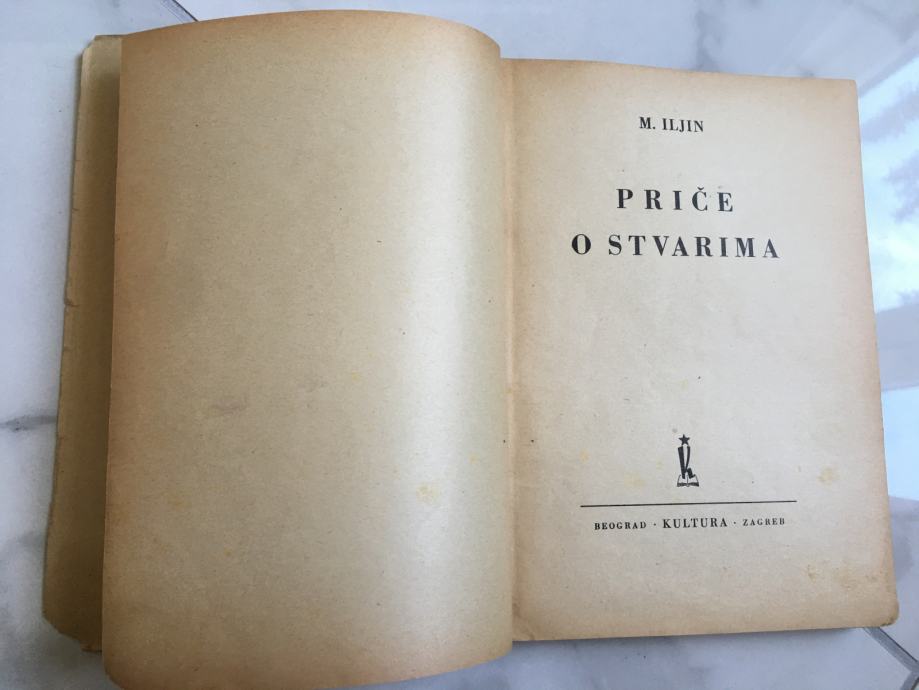 M. ILJIN
PRIČE
O STVARIMA
BEOGRAD · KULTURA · ZAGREB